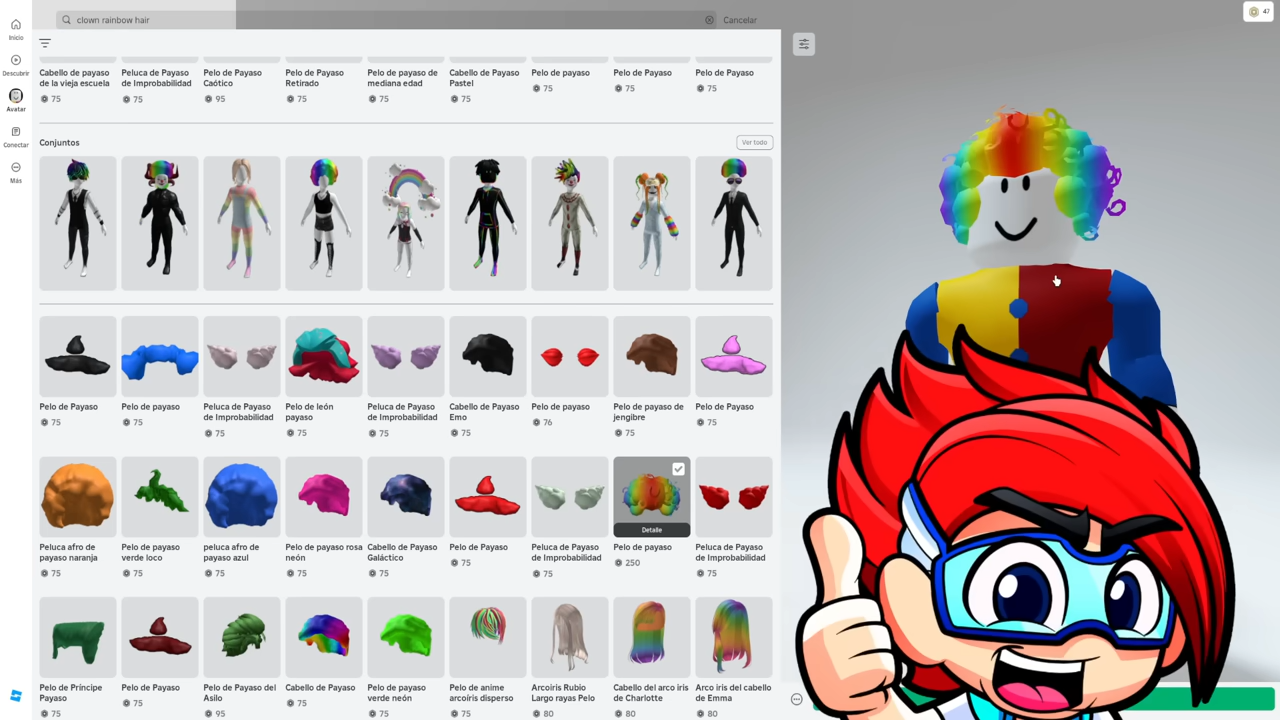 clown rainbow hair
Cancelar
47
Inicio
Descubrir
Avatar
Conectar
Más
Cabello de payaso de la vieja escuela
75
Peluca de Payaso de Improbabilidad
75
Pelo de Payaso Caótico
95
Pelo de Payaso Retirado
75
Pelo de payaso de mediana edad
75
Cabello de Payaso Pastel
75
Pelo de payaso
75
Pelo de Payaso
75
Pelo de Payaso
75
Conjuntos
Ver todo
Pelo de Payaso
75
Pelo de payaso
75
Peluca de Payaso de Improbabilidad
75
Pelo de león payaso
75
Peluca de Payaso de Improbabilidad
75
Cabello de Payaso Emo
75
Pelo de payaso
76
Pelo de payaso de jengibre
75
Pelo de Payaso
75
Peluca afro de payaso naranja
75
Pelo de payaso verde loco
75
peluca afro de payaso azul
75
Pelo de payaso rosa neón
75
Cabello de Payaso Galáctico
75
Pelo de Payaso
75
Peluca de Payaso de Improbabilidad
75
Detalle
Pelo de payaso
250
Peluca de Payaso de Improbabilidad
75
Pelo de Príncipe Payaso
75
Pelo de Payaso
75
Pelo de Payaso del Asilo
95
Cabello de Payaso
75
Pelo de payaso verde neón
75
Pelo de anime arcoíris disperso
75
Arcoíris Rubio Largo rayas Pelo
80
Cabello del arco iris de Charlotte
80
Arco iris del cabello de Emma
80